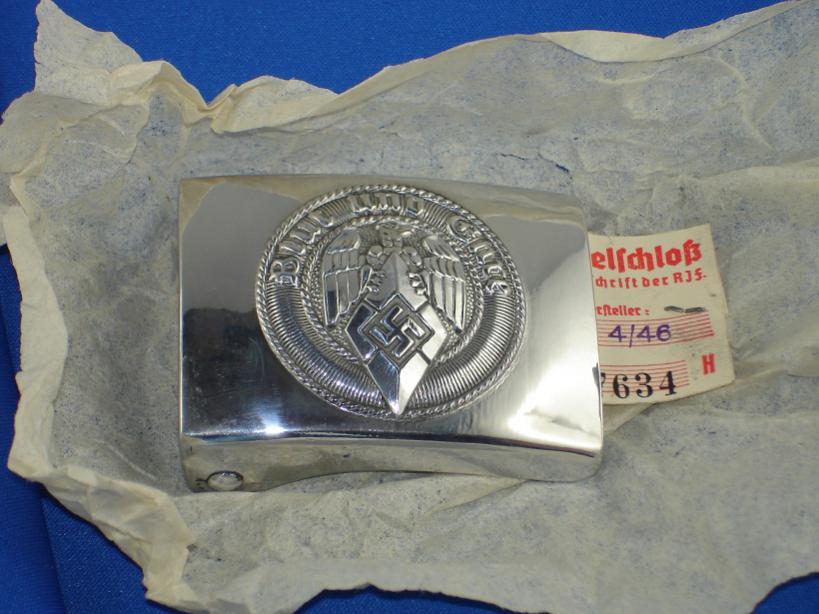 Blut und Ehre
elschloß
chrift der RJF.
rsteller:
4/46
7634 H